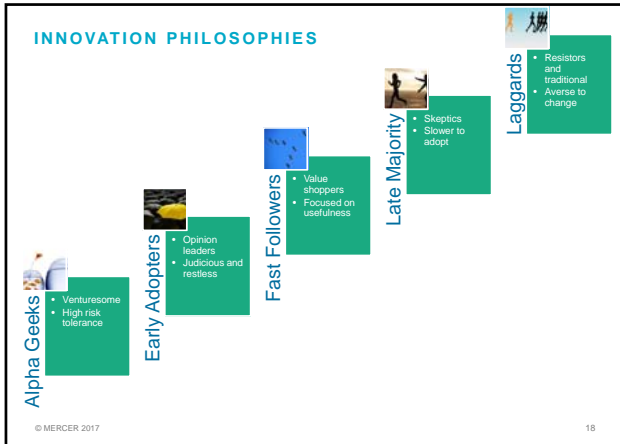 INNOVATION PHILOSOPHIES
Alpha Geeks
• Venturesome
• High risk
tolerance
Early Adopters
• Opinion
leaders
• Judicious and
restless
Fast Followers
• Value
shoppers
• Focused on
usefulness
Late Majority
• Skeptics
• Slower to
adopt
Laggards
• Resistors
and
traditional
• Averse to
change
© MERCER 2017
18